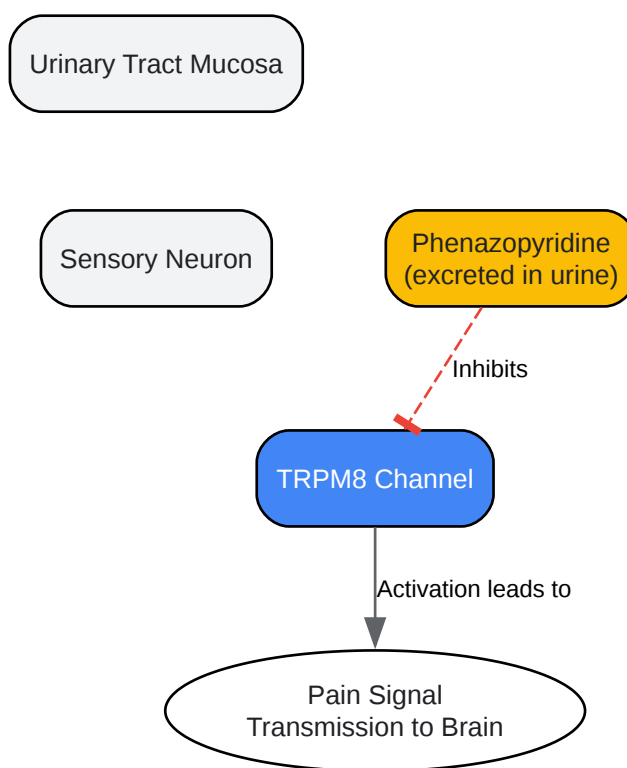 Urinary Tract Mucosa
Sensory Neuron
Phenazopyridine
(excreted in urine)
Inhibits
TRPM8 Channel
Activation leads to
Pain Signal
Transmission to Brain